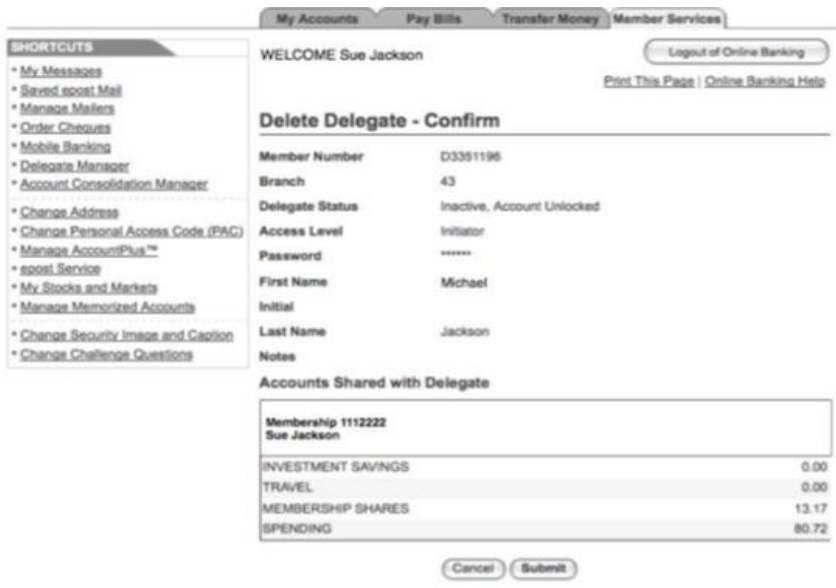 My Accounts Pay Bills Transfer Money Member Services
SHORTCUTS
* My Messages
* Saved epost Mail
* Manage Mailers
* Order Cheques
* Mobile Banking
* Delegate Manager
* Account Consolidation Manager
* Change Address
* Change Personal Access Code (PAC)
* Manage AccountPlus™
* epost Service
* My Stocks and Markets
* Manage Memorized Accounts
* Change Security Image and Caption
* Change Challenge Questions
WELCOME Sue Jackson
Logout of Online Banking
Print This Page | Online Banking Help
Delete Delegate - Confirm
Member Number D3351196
Branch 43
Delegate Status Inactive, Account Unlocked
Access Level Initiator
Password ******
First Name Michael
Initial
Last Name Jackson
Notes
Accounts Shared with Delegate
Membership 1112222
Sue Jackson
INVESTMENT SAVINGS 0.00
TRAVEL 0.00
MEMBERSHIP SHARES 13.17
SPENDING 80.72
Cancel Submit